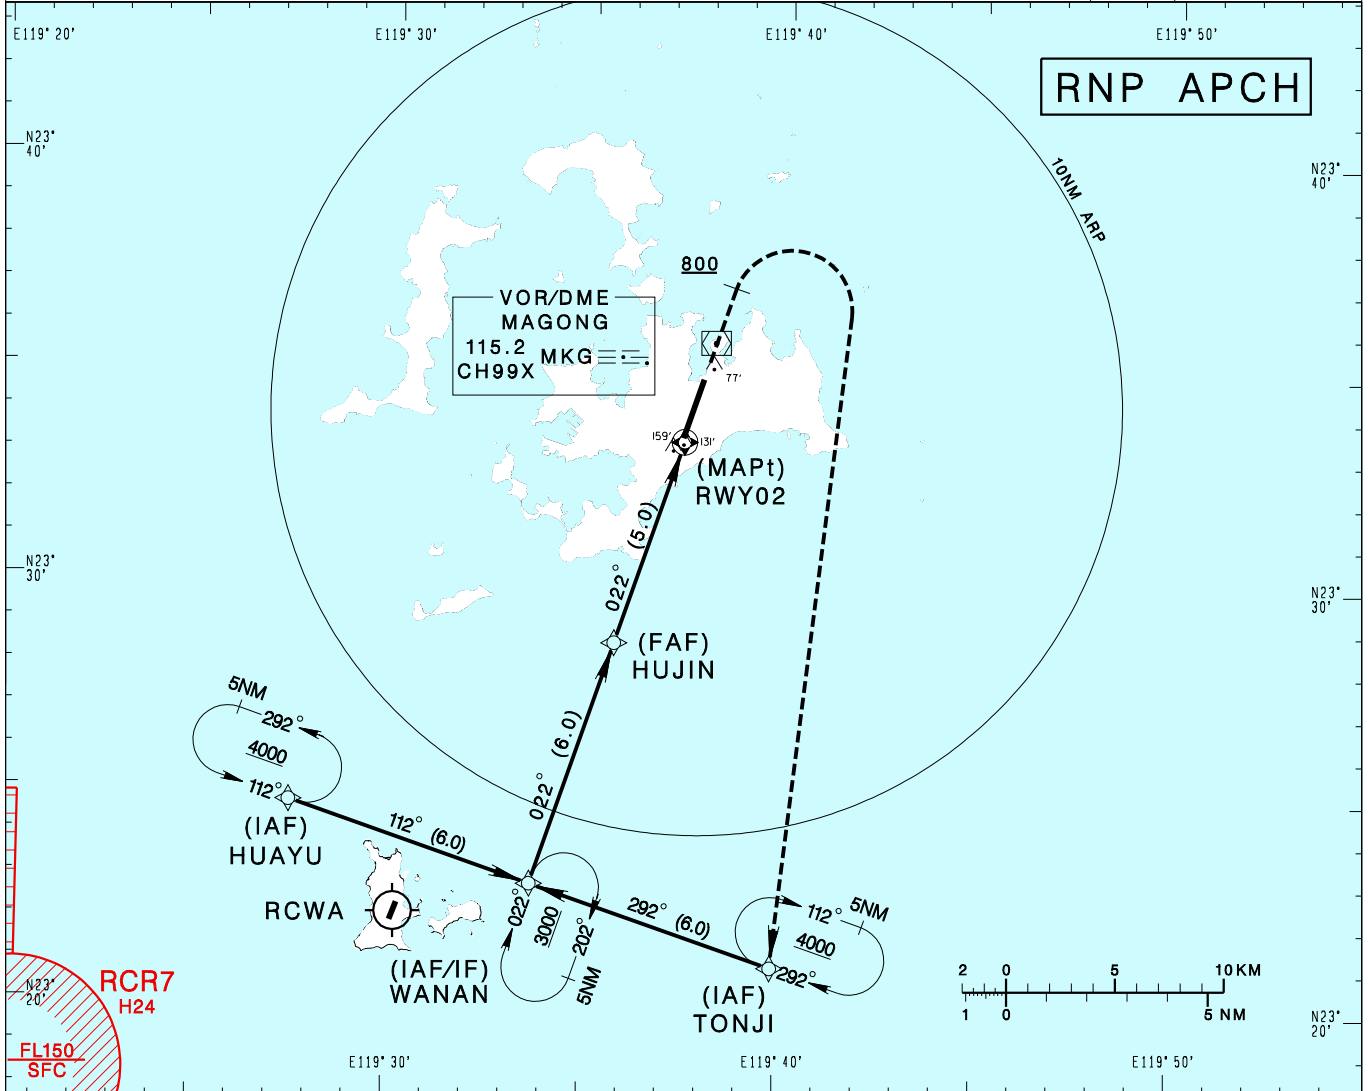 E119° 20'
E119° 30'
E119° 40'
E119° 50'
RNP APCH
N23°
40'
N23°
40'
10NM ARP
800
VOR/DME
MAGONG
115.2
CH99X
MKG
77'
159'
131'
(MAPt)
RWY02
(5.0)
022°
N23°
30'
N23°
30'
(FAF)
HUJIN
(6.0)
022°
5NM
292°
4000
112°
(IAF)
HUAYU
112° (6.0)
RCWA
022°
3000
202°
5NM
(IAF/IF)
WANAN
292° (6.0)
112°
5NM
4000
292°
(IAF)
TONJI
RCR7
H24
FL150
SFC
N23°
20'
N23°
20'
2 0 5 10KM
1 0 5 NM
E119° 30'
E119° 40'
E119° 50'